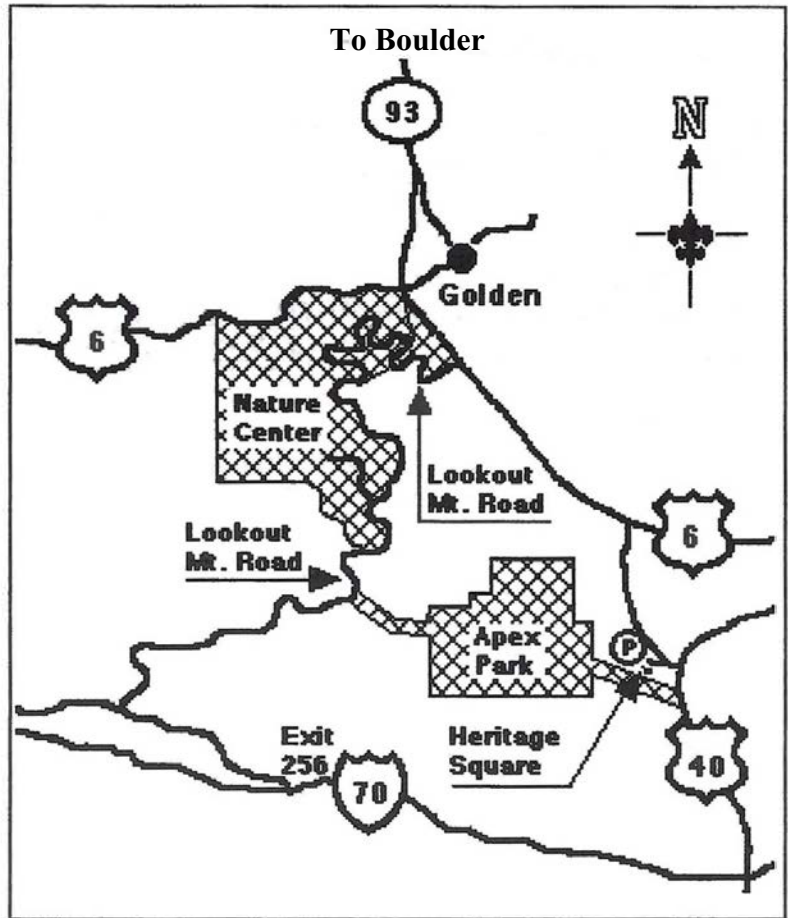 To Boulder
93
N
Golden
6
Nature
Center
Lookout
Mt. Road
Lookout
Mt. Road
6
Apex
Park
P
Exit
256
70
Heritage
Square
40